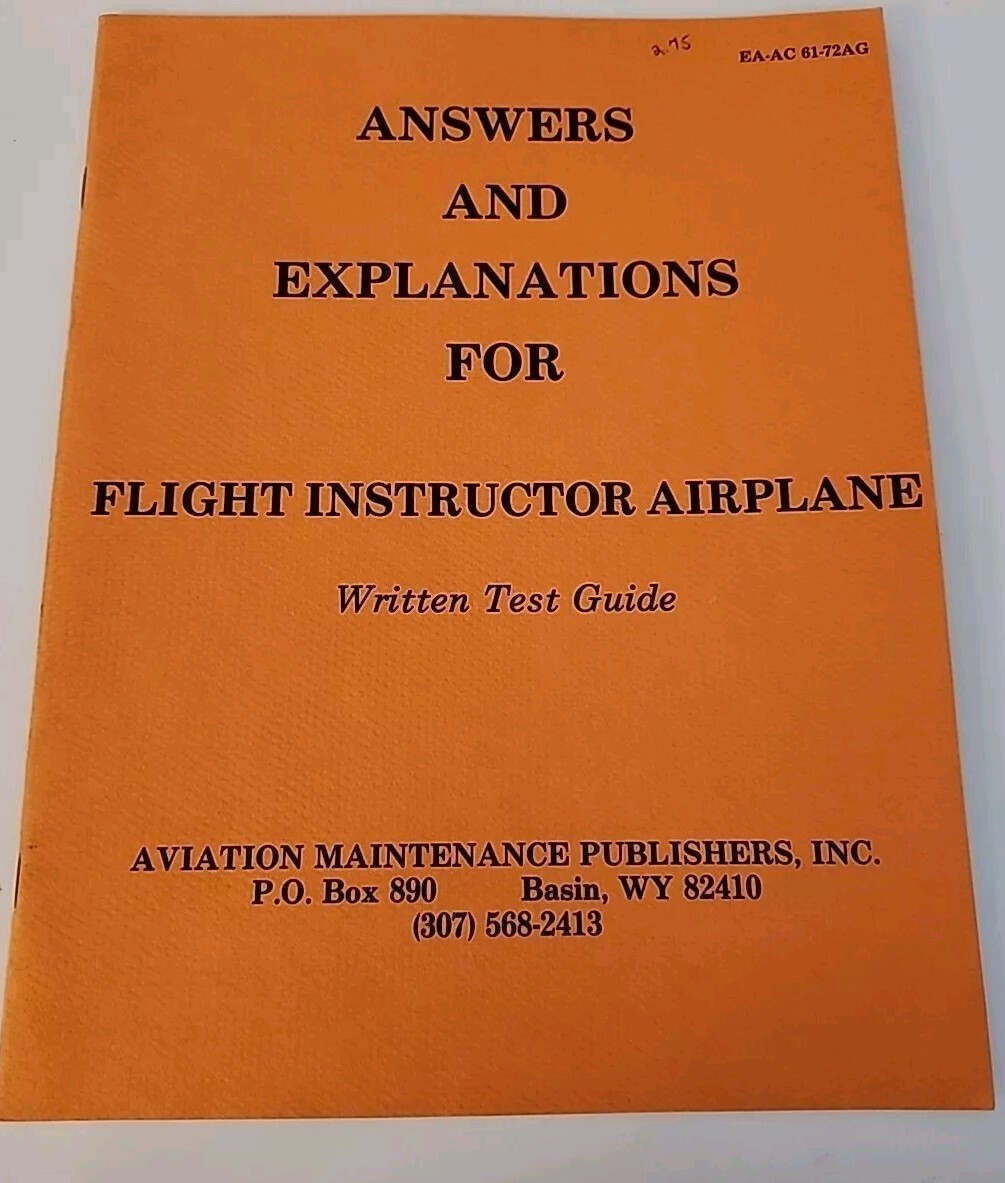 2.75
EA-AC 61-72AG
ANSWERS
AND
EXPLANATIONS
FOR
FLIGHT INSTRUCTOR AIRPLANE
Written Test Guide
AVIATION MAINTENANCE PUBLISHERS, INC.
P.O. Box 890 Basin, WY 82410
(307) 568-2413